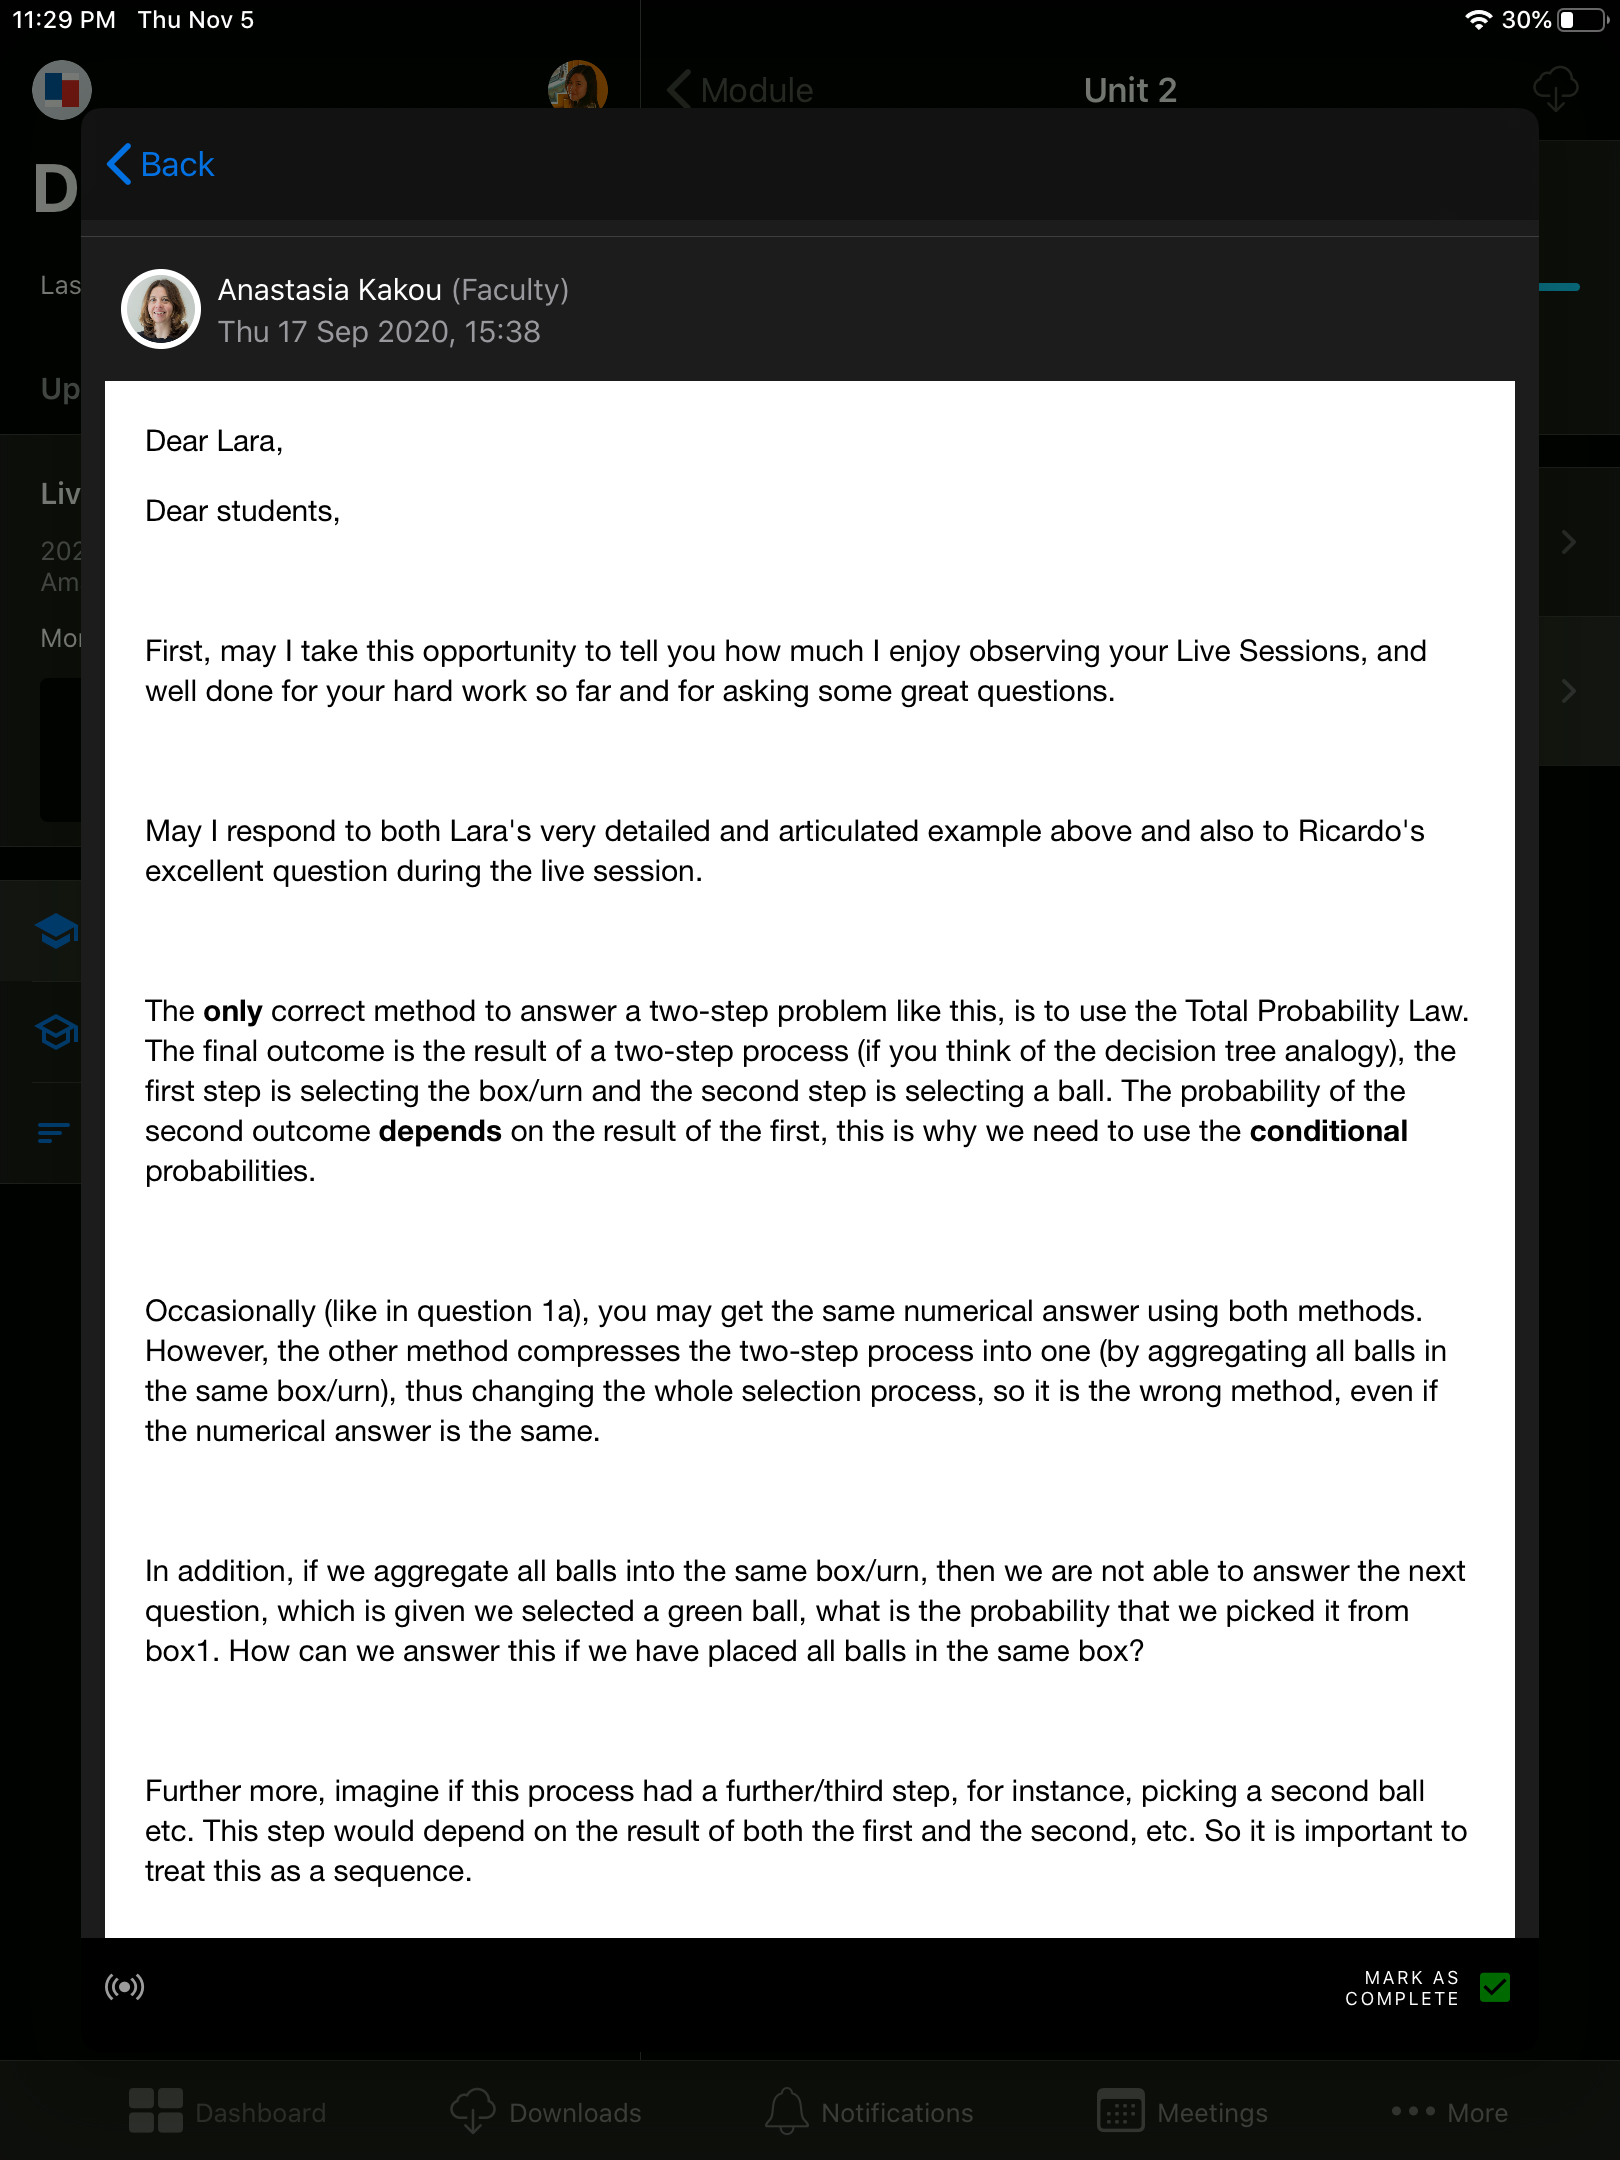 11:29 PM Thu Nov 5
30%
Module
Unit 2
Back
D
Las
Up
Liv
202
Am
Mo
Anastasia Kakou (Faculty)
Thu 17 Sep 2020, 15:38
Dear Lara,
Dear students,
First, may I take this opportunity to tell you how much I enjoy observing your Live Sessions, and
well done for your hard work so far and for asking some great questions.
May I respond to both Lara's very detailed and articulated example above and also to Ricardo's
excellent question during the live session.
The only correct method to answer a two-step problem like this, is to use the Total Probability Law.
The final outcome is the result of a two-step process (if you think of the decision tree analogy), the
first step is selecting the box/urn and the second step is selecting a ball. The probability of the
second outcome depends on the result of the first, this is why we need to use the conditional
probabilities.
Occasionally (like in question 1a), you may get the same numerical answer using both methods.
However, the other method compresses the two-step process into one (by aggregating all balls in
the same box/urn), thus changing the whole selection process, so it is the wrong method, even if
the numerical answer is the same.
In addition, if we aggregate all balls into the same box/urn, then we are not able to answer the next
question, which is given we selected a green ball, what is the probability that we picked it from
box1. How can we answer this if we have placed all balls in the same box?
Further more, imagine if this process had a further/third step, for instance, picking a second ball
etc. This step would depend on the result of both the first and the second, etc. So it is important to
treat this as a sequence.
MARK AS
COMPLETE
Dashboard
Downloads
Notifications
Meetings
More